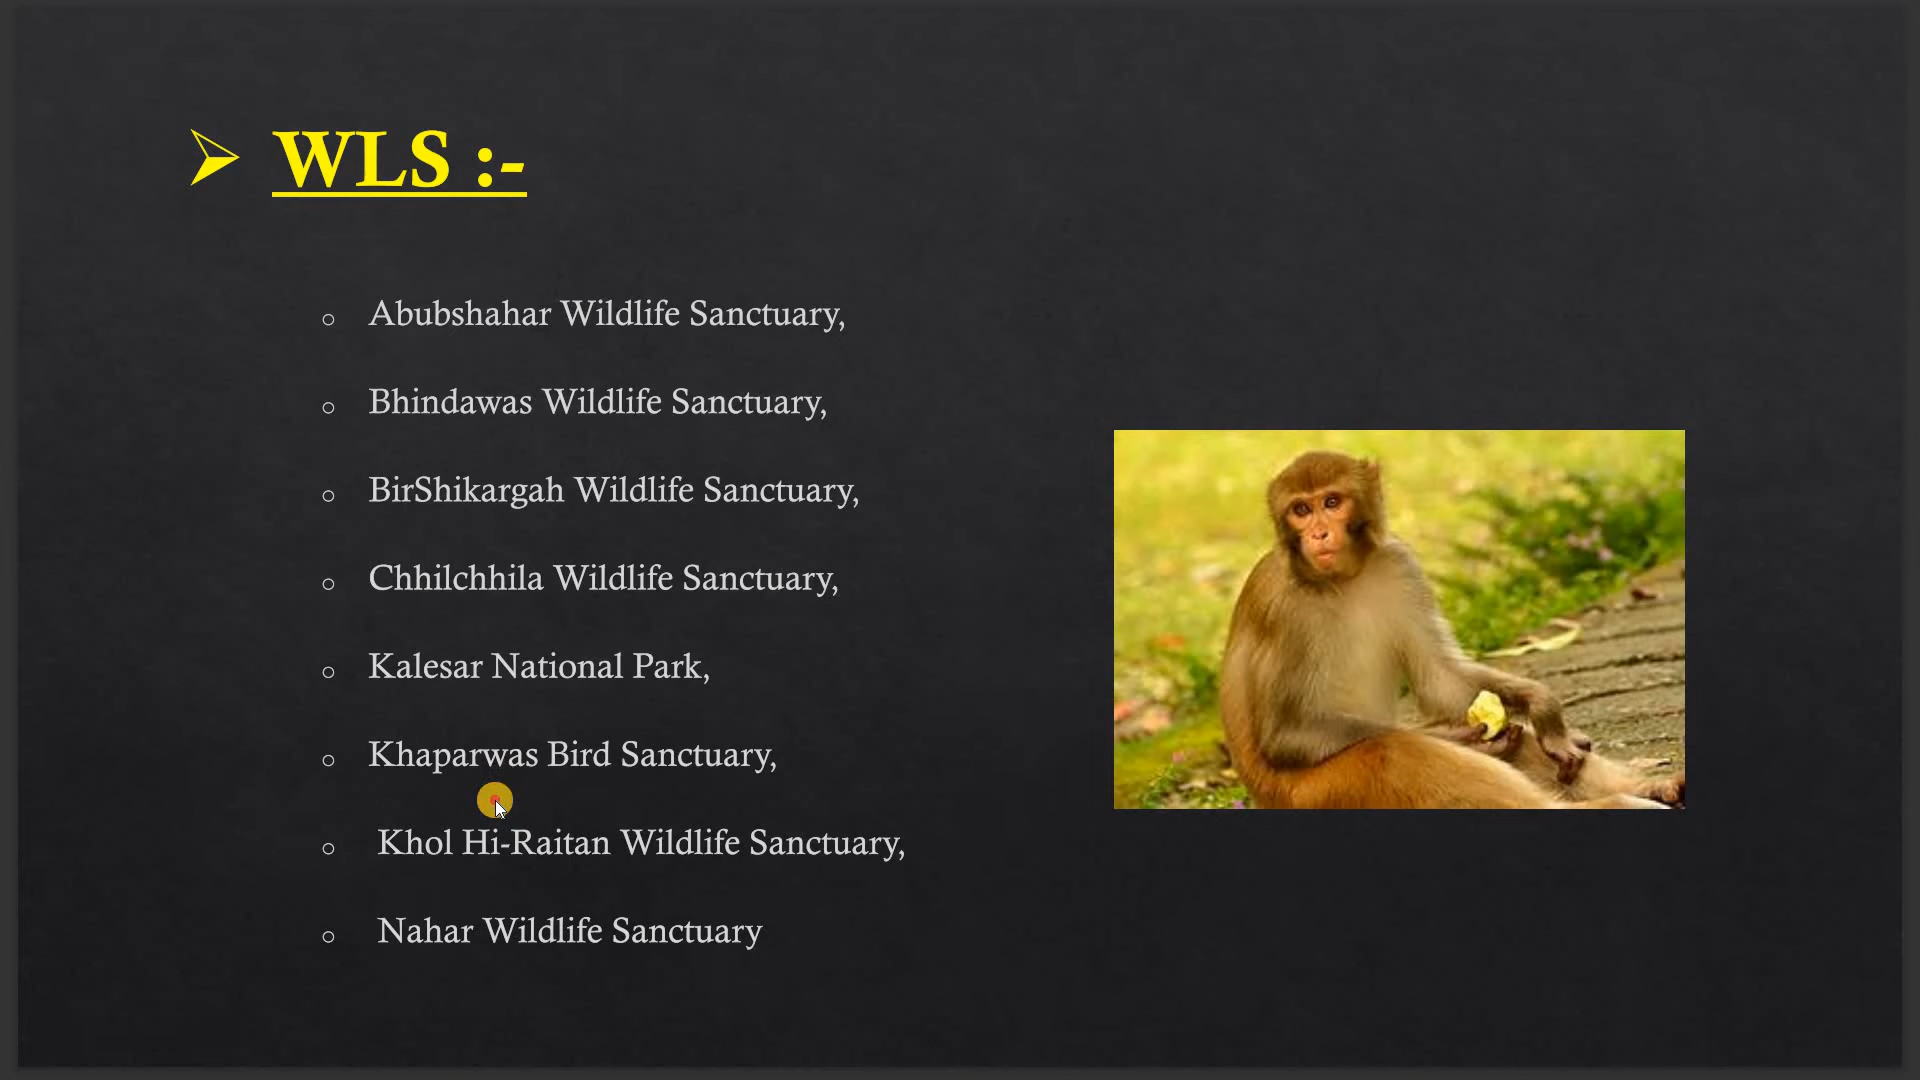 WLS :-
Abubshahar Wildlife Sanctuary,
Bhindawas Wildlife Sanctuary,
BirShikargah Wildlife Sanctuary,
Chhilchhila Wildlife Sanctuary,
Kalesar National Park,
Khaparwas Bird Sanctuary,
Khol Hi-Raitan Wildlife Sanctuary,
Nahar Wildlife Sanctuary